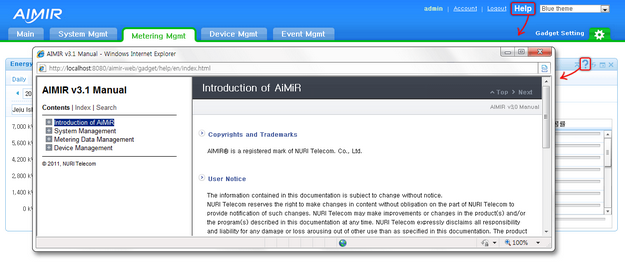 AIMIR
admin | Account | Logout Help Blue theme
Main System Mgmt Metering Mgmt Device Mgmt Event Mgmt Gadget Setting
AIMIR v3.1 Manual - Windows Internet Explorer
http://localhost:8080/aimir-web/gadget/help/en/index.html
Energy
?
Daily
AIMIR v3.1 Manual
Introduction of AiMiR
Top > Next
Contents | Index | Search
AIMIR v3.0 Manual
Jeju Is
Introduction of AiMiR
System Management
Metering Data Management
Device Management
© 2011, NURI Telecom
7,000 k
5,600 k
4,200 k
2,800 k
1,400 k
0 k
Copyrights and Trademarks
AIMIR® is a registered mark of NURI Telecom. Co., Ltd.
User Notice
The information contained in this documentation is subject to change without notice.
NURI Telecom reserves the right to make changes in content without obligation on the part of NURI Telecom to
provide notification of such changes. NURI Telecom may make improvements or changes in the product(s) and/or
the program(s) described in this documentation at any time. NURI Telecom expressly disclaims all responsibility
and liability for any damage or loss arousing out of other use than as specified in this documentation. The product
100%